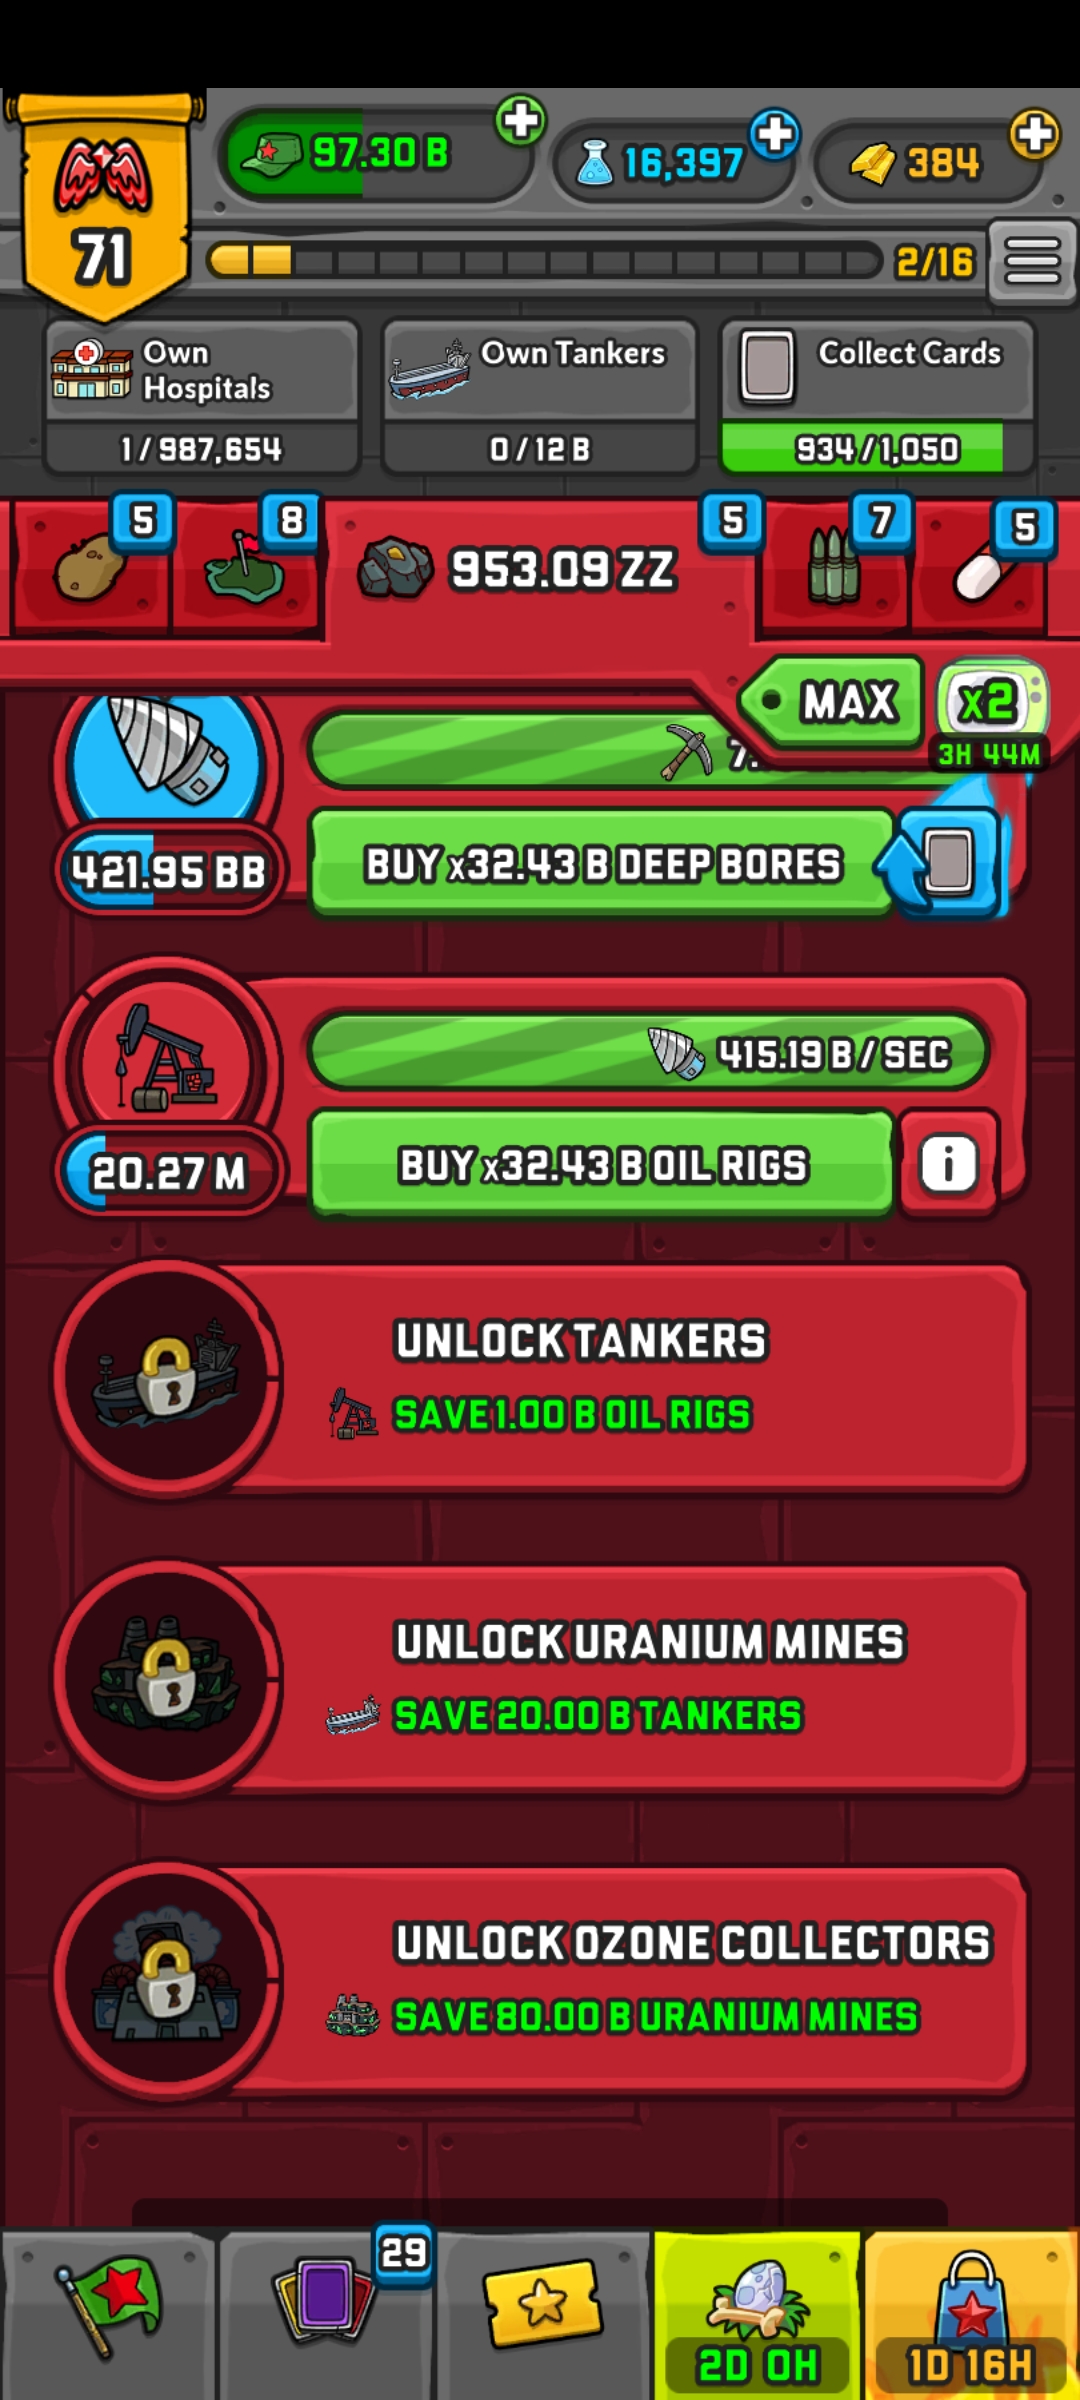 97.30 B
16,397
384
71
2/16
Own
Hospitals
1/987,654
Own Tankers
0/12 B
Collect Cards
934/1,050
5
8
953.09 ZZ
5
7
5
MAX
x2
3H 44M
7.
421.95 BB
BUY x32.43 B DEEP BORES
415.19 B/SEC
20.27 M
BUY x32.43 B OIL RIGS
i
UNLOCK TANKERS
SAVE 1.00 B OIL RIGS
UNLOCK URANIUM MINES
SAVE 20.00 B TANKERS
UNLOCK OZONE COLLECTORS
SAVE 80.00 B URANIUM MINES
29
2D 0H
1D 16H